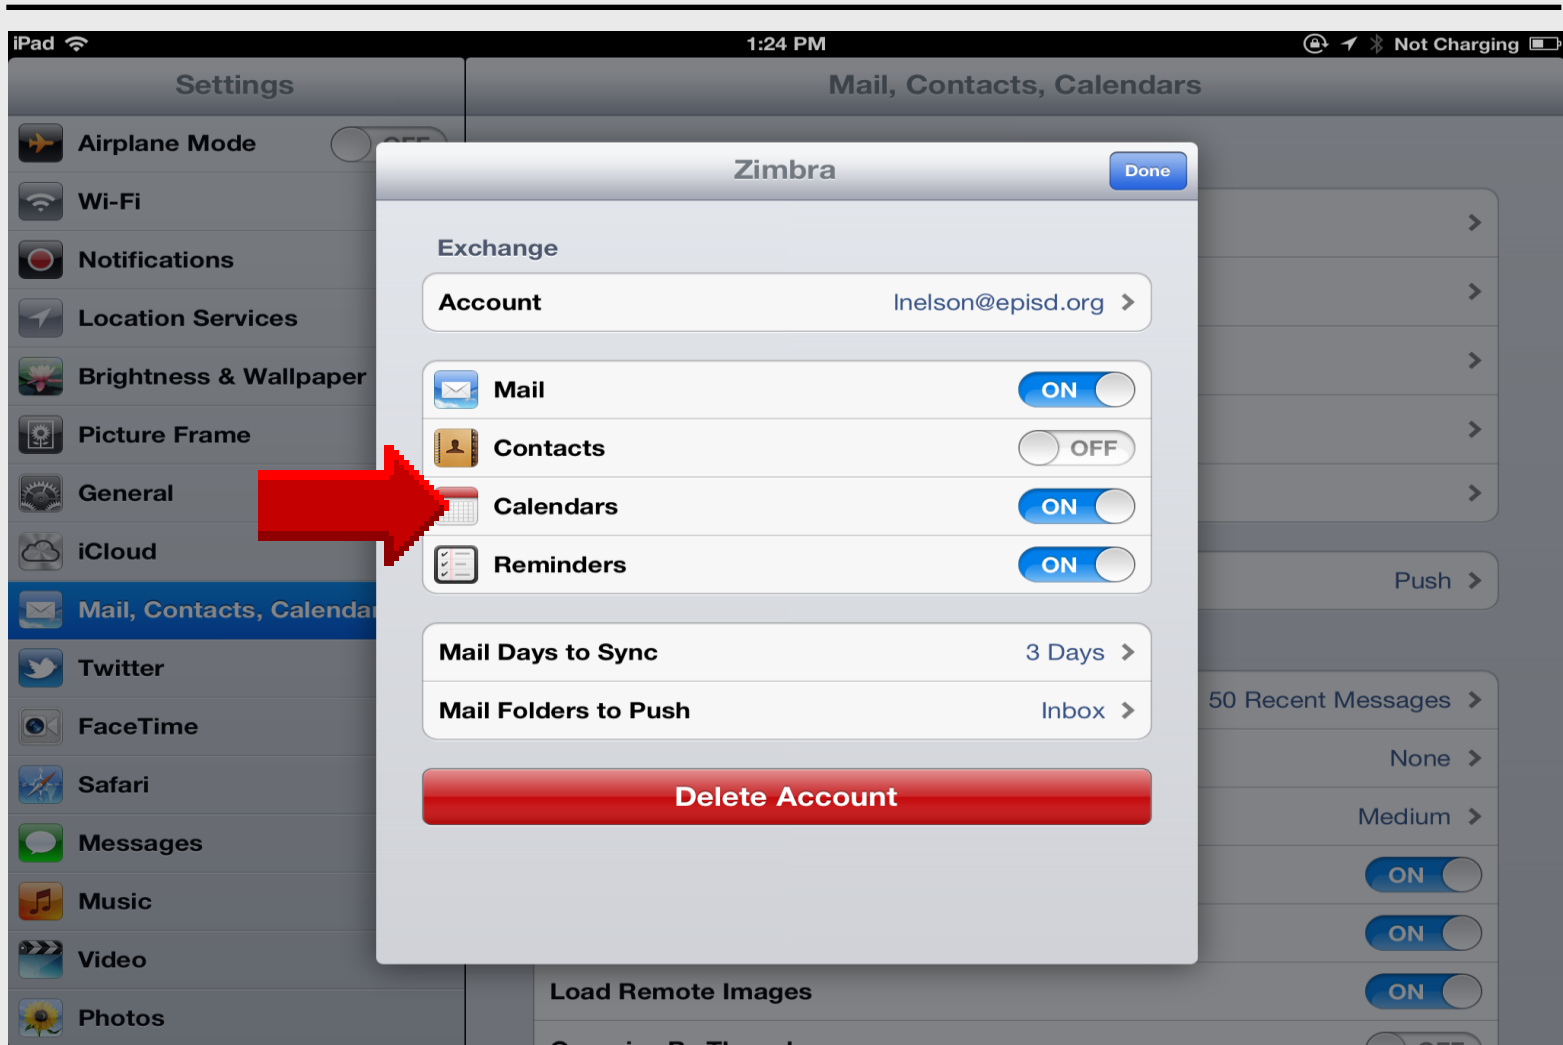 iPad 1:24 PM Not Charging
Settings
Mail, Contacts, Calendars
Airplane Mode
Wi-Fi
Notifications
Location Services
Brightness & Wallpaper
Picture Frame
General
iCloud
Mail, Contacts, Calendar
Twitter
FaceTime
Safari
Messages
Music
Video
Photos
Zimbra Done
Exchange
Account lnelson@episd.org
Mail ON
Contacts OFF
Calendars ON
Reminders ON
Mail Days to Sync 3 Days
Mail Folders to Push Inbox
Delete Account
Push
50 Recent Messages
None
Medium
ON
ON
Load Remote Images ON